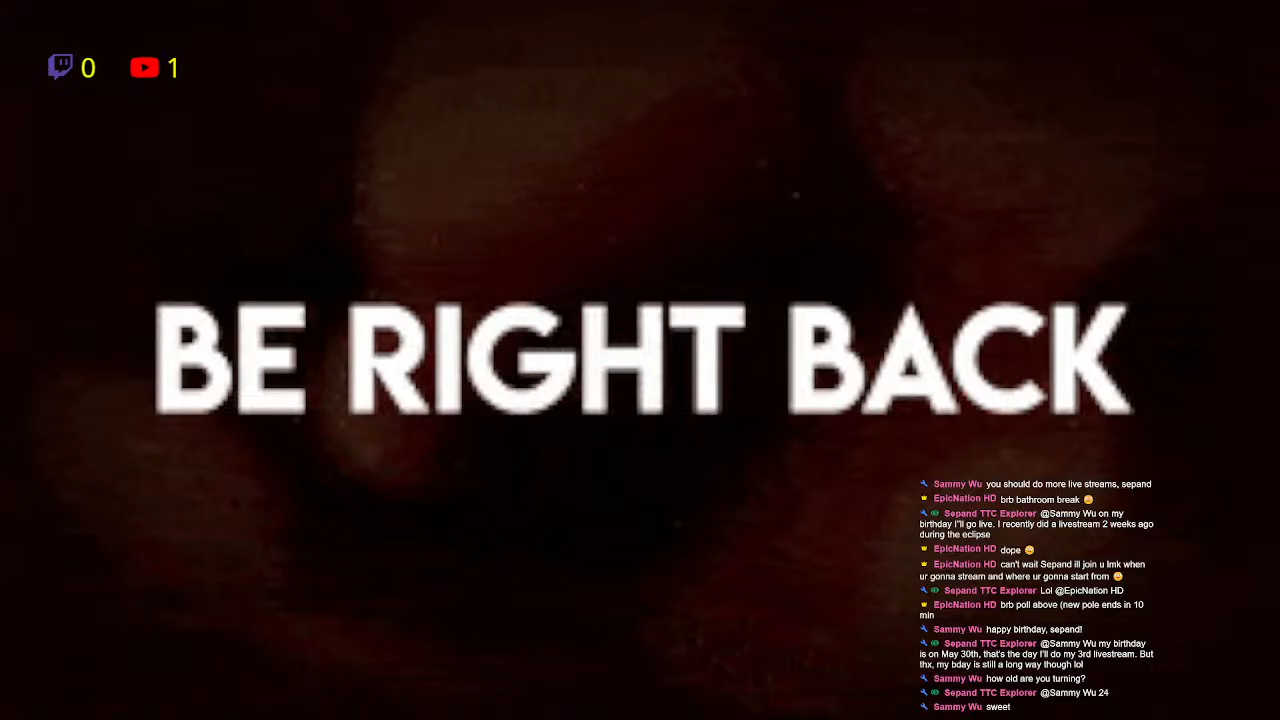 0 1
BE RIGHT BACK
Sammy Wu you should do more live streams, sepand
EpicNation HD brb bathroom break
Sepand TTC Explorer @Sammy Wu on my
birthday I"ll go live. I recently did a livestream 2 weeks ago
during the eclipse
EpicNation HD dope
EpicNation HD can't wait Sepand ill join u lmk when
ur gonna stream and where ur gonna start from
Sepand TTC Explorer Lol @EpicNation HD
EpicNation HD brb poll above (new pole ends in 10
min
Sammy Wu happy birthday, sepand!
Sepand TTC Explorer @Sammy Wu my birthday
is on May 30th, that's the day I'll do my 3rd livestream. But
thx, my bday is still a long way though lol
Sammy Wu how old are you turning?
Sepand TTC Explorer @Sammy Wu 24
Sammy Wu sweet